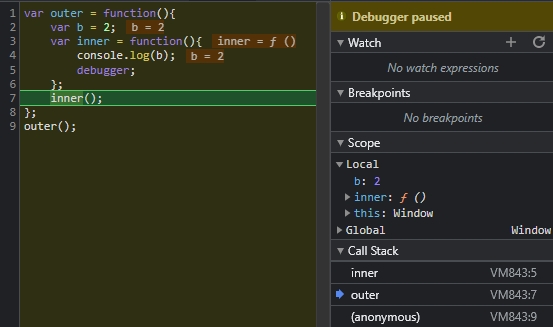 1 var outer = function(){
2 var b = 2; b = 2
3 var inner = function(){ inner = ƒ ()
4 console.log(b); b = 2
5 debugger;
6 };
7 inner();
8 };
9 outer();
Debugger paused
Watch
No watch expressions
Breakpoints
No breakpoints
Scope
Local
b: 2
inner: ƒ ()
this: Window
Global Window
Call Stack
inner VM843:5
outer VM843:7
(anonymous) VM843:9